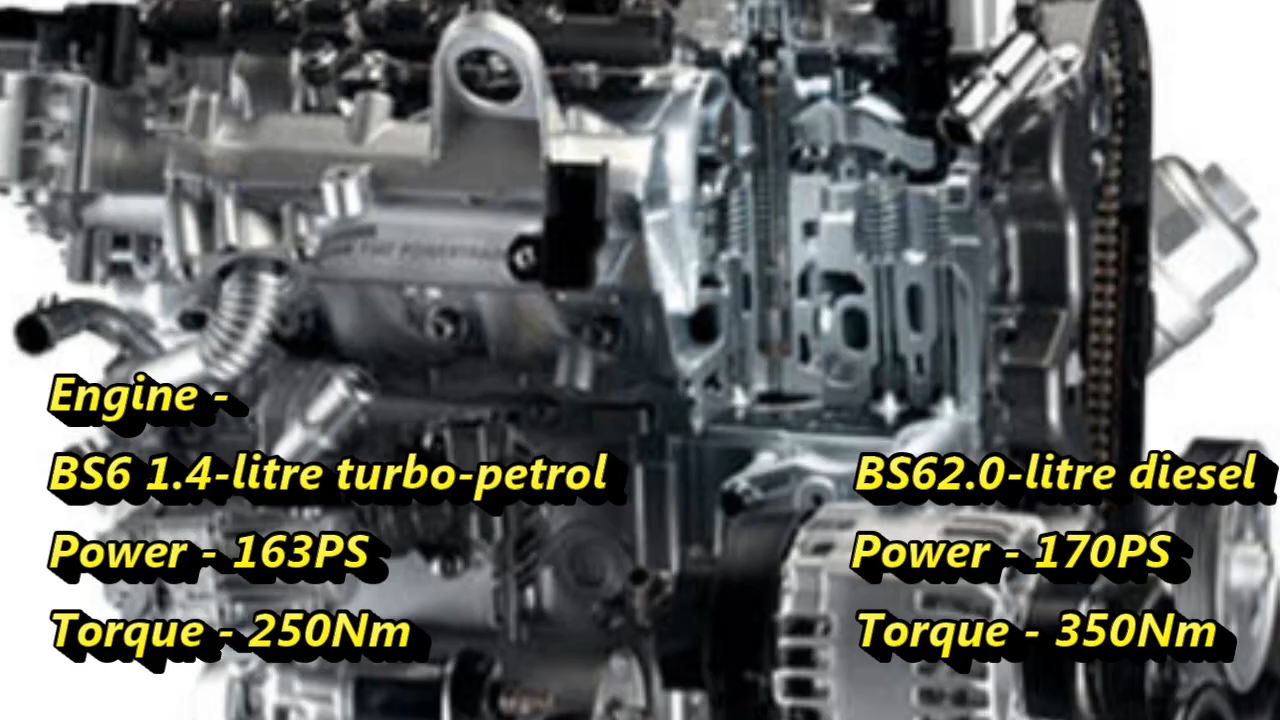 Engine -
BS6 1.4-litre turbo-petrol
Power - 163PS
Torque - 250Nm
BS62.0-litre diesel
Power - 170PS
Torque - 350Nm